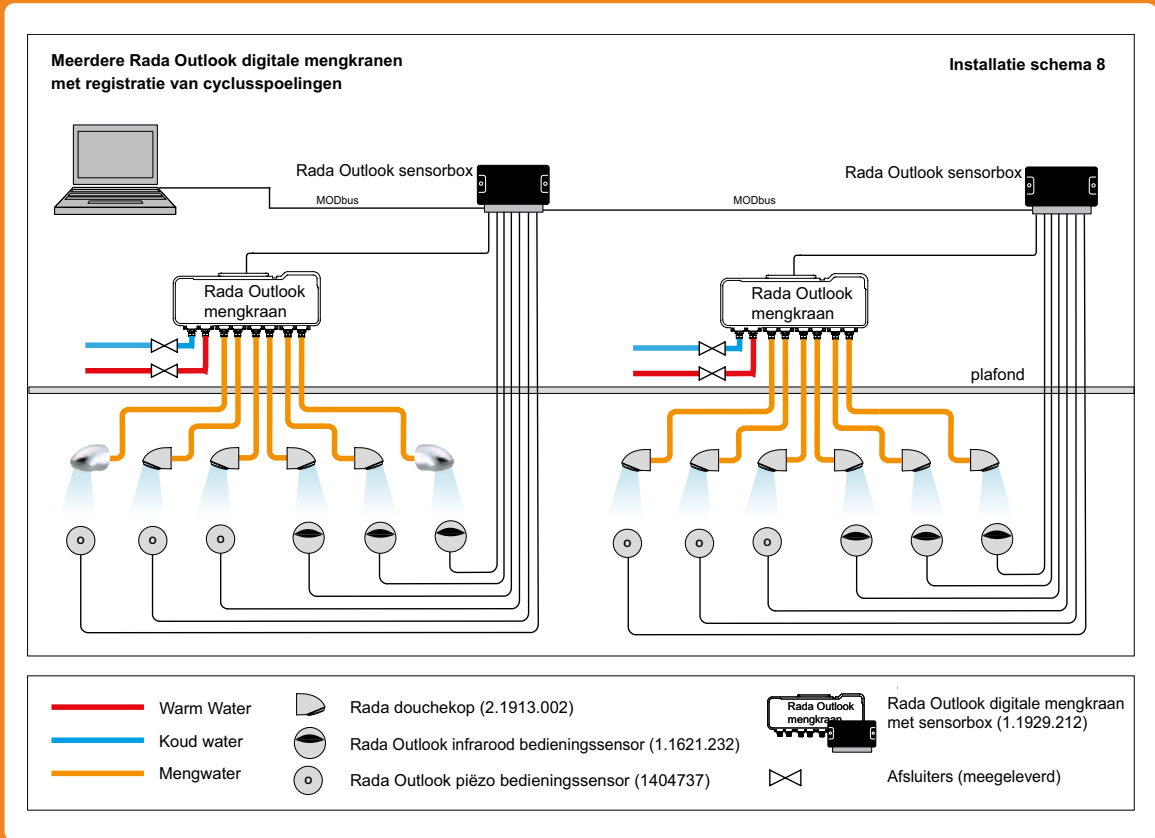 Meerdere Rada Outlook digitale mengkranen
met registratie van cyclusspoelingen
Installatie schema 8
Rada Outlook sensorbox
Rada Outlook sensorbox
MODbus
MODbus
Rada Outlook
mengkraan
Rada Outlook
mengkraan
plafond
o
o
o
o
o
o
Warm Water
Koud water
Mengwater
Rada douchekop (2.1913.002)
Rada Outlook infrarood bedieningssensor (1.1621.232)
o
Rada Outlook piëzo bedieningssensor (1404737)
Rada Outlook
mengkraan
Rada Outlook digitale mengkraan
met sensorbox (1.1929.212)
Afsluiters (meegeleverd)